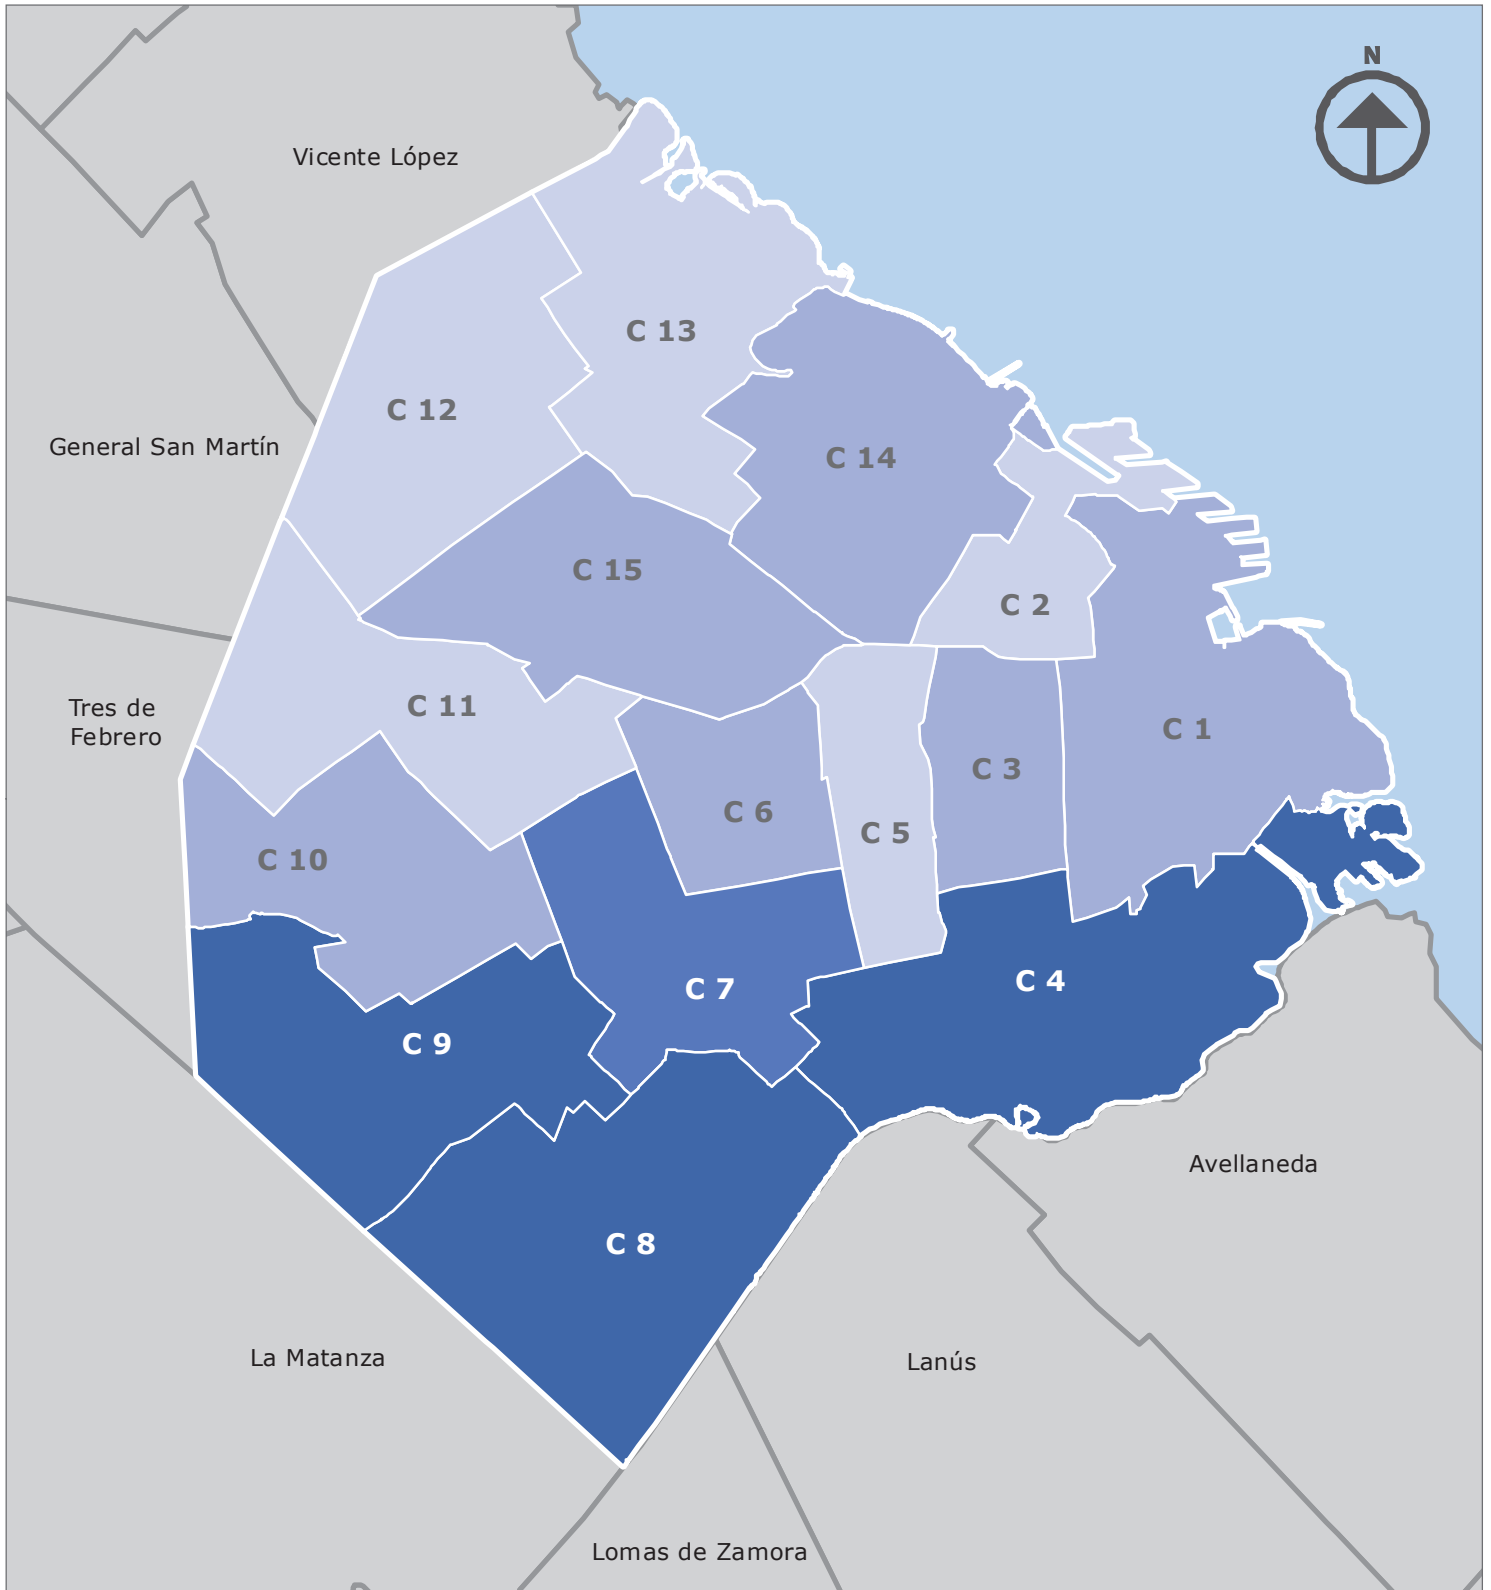 N
Vicente López
C 13
C 12
General San Martín
C 14
C 15
C 2
Tres de
Febrero
C 11
C 1
C 3
C 6
C 5
C 10
C 4
C 7
C 9
Avellaneda
C 8
La Matanza
Lanús
Lomas de Zamora